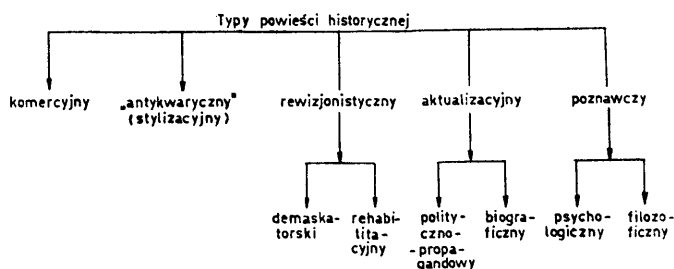 Typy powieści historycznej
komercyjny
„antykwaryczny"
(stylizacyjny)
rewizjonistyczny
aktualizacyjny
poznawczy
demaska-
torski
rehabi-
lita-
cyjny
polity-
czno-
-propa-
gandowy
biogra-
ficzny
psycho-
logiczny
filozo-
ficzny